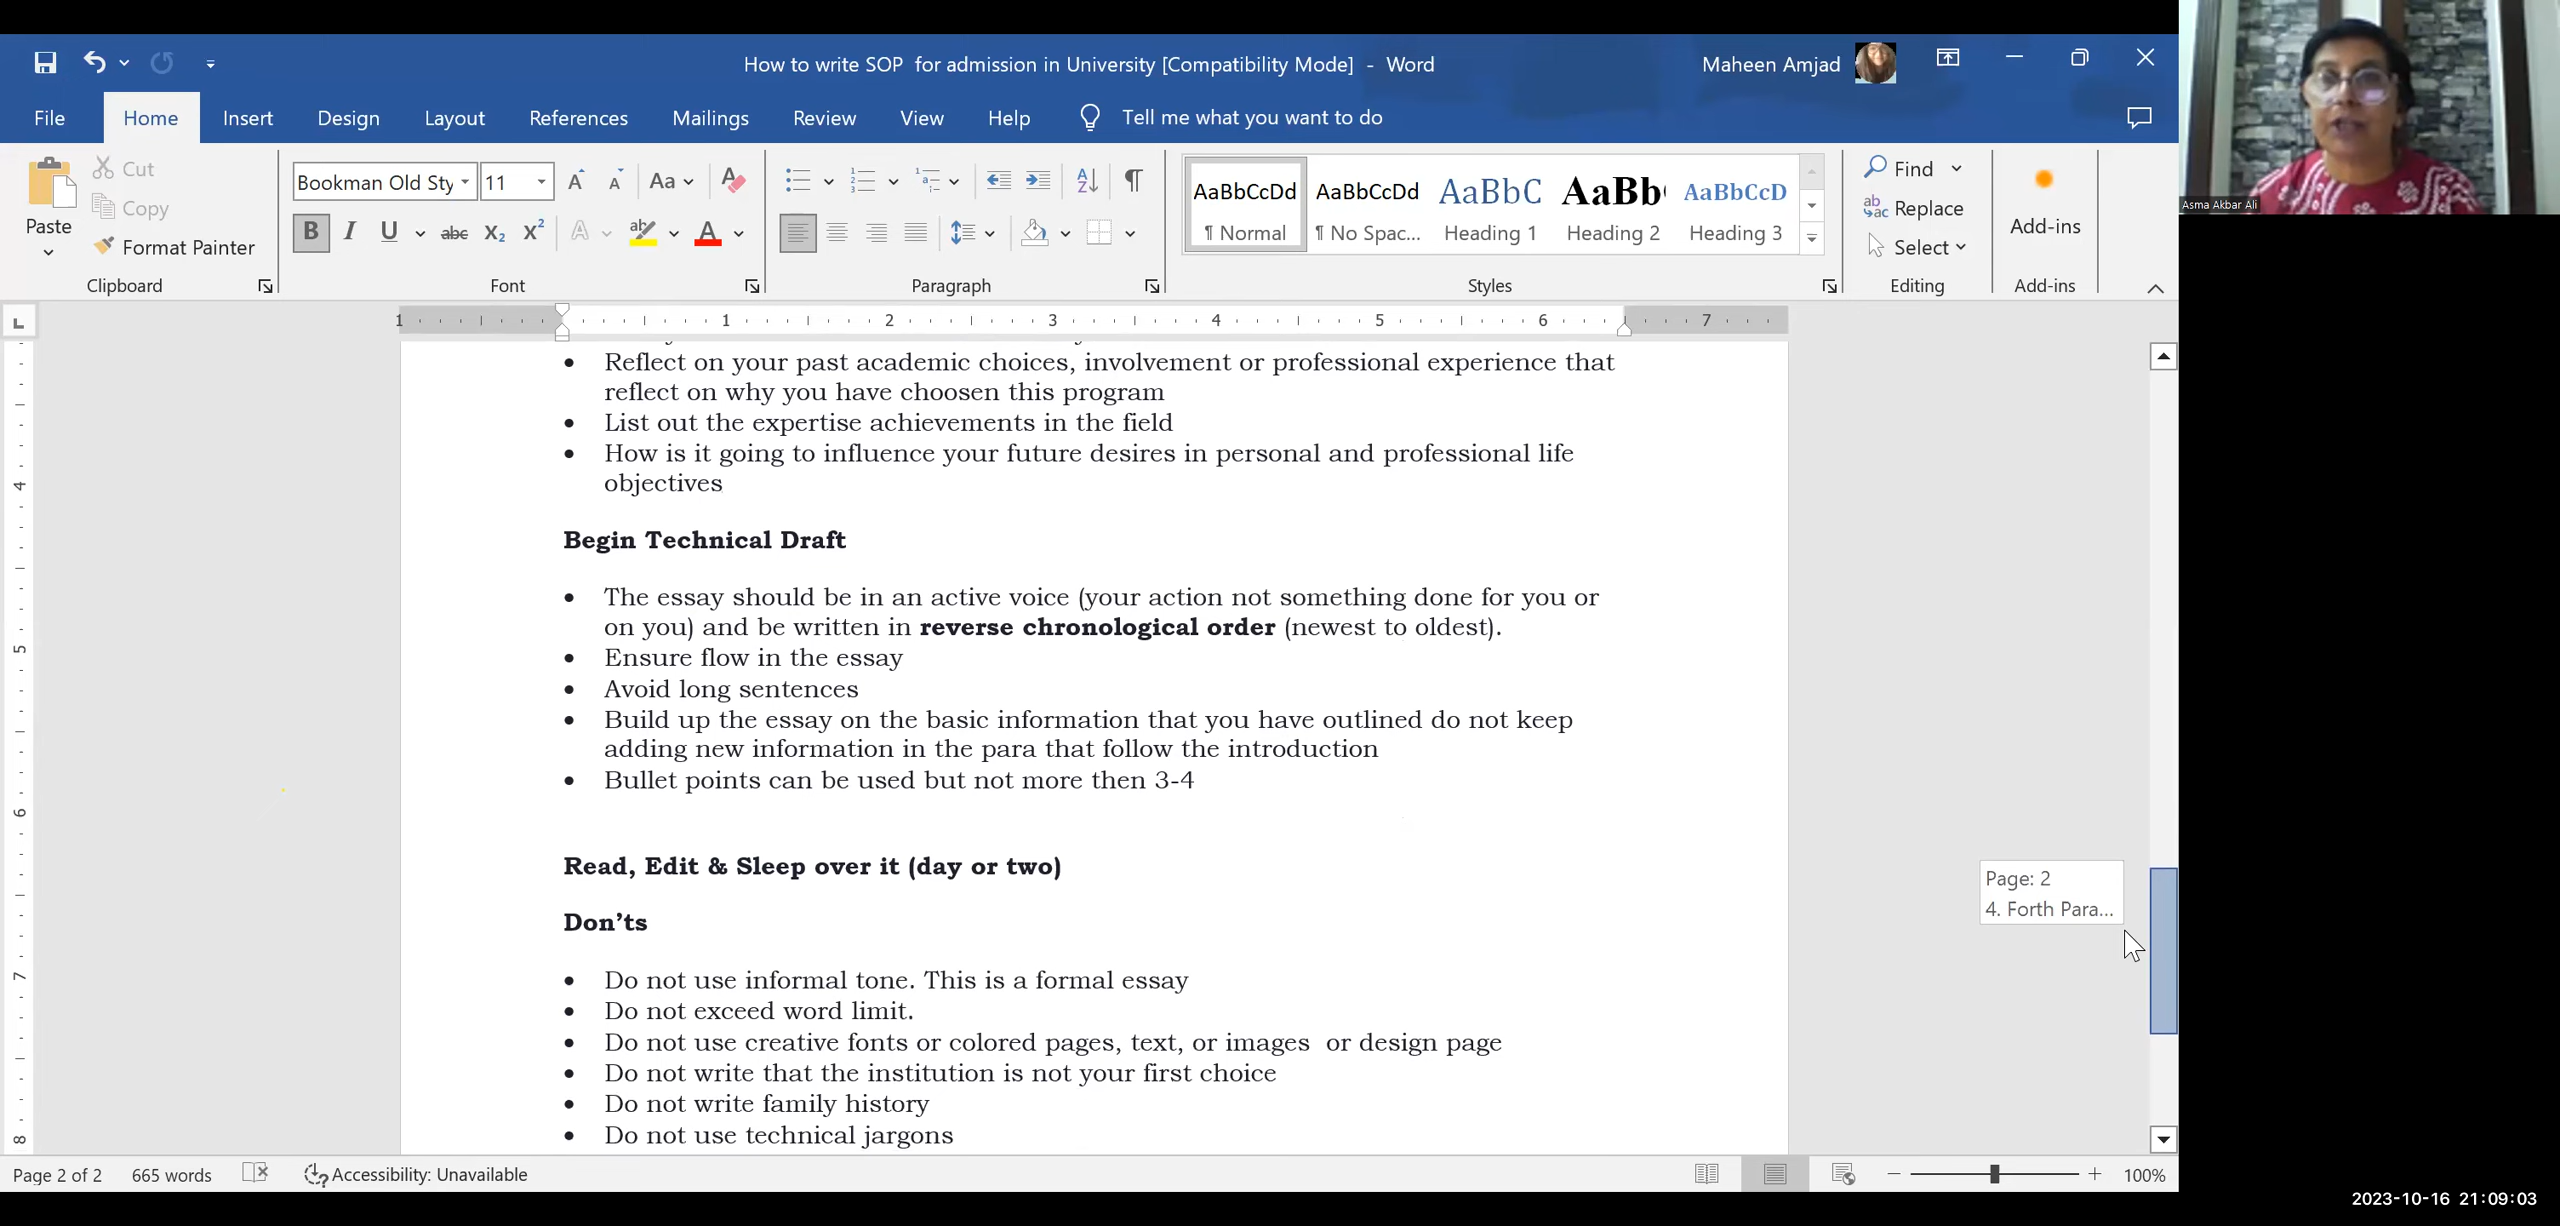 How to write SOP  for admission in University [Compatibility Mode]  -  Word
Maheen Amjad
File Home Insert Design Layout References Mailings Review View Help Tell me what you want to do
Paste
Cut
Copy
Format Painter
Clipboard
Bookman Old Sty 11
Font
Paragraph
AaBbCcDd AaBbCcDd AaBbC AaBb AaBbCcD
¶ Normal ¶ No Spac... Heading 1 Heading 2 Heading 3
Styles
Find
Replace
Select
Editing
Add-ins
Add-ins
Asma Akbar Ali
1 1 2 3 4 5 6 7
• Reflect on your past academic choices, involvement or professional experience that
reflect on why you have choosen this program
• List out the expertise achievements in the field
• How is it going to influence your future desires in personal and professional life
objectives
Begin Technical Draft
• The essay should be in an active voice (your action not something done for you or
on you) and be written in reverse chronological order (newest to oldest).
• Ensure flow in the essay
• Avoid long sentences
• Build up the essay on the basic information that you have outlined do not keep
adding new information in the para that follow the introduction
• Bullet points can be used but not more then 3-4
Read, Edit & Sleep over it (day or two)
Don’ts
• Do not use informal tone. This is a formal essay
• Do not exceed word limit.
• Do not use creative fonts or colored pages, text, or images  or design page
• Do not write that the institution is not your first choice
• Do not write family history
• Do not use technical jargons
Page: 2
4. Forth Para...
4
5
6
7
8
Page 2 of 2 665 words Accessibility: Unavailable 100%
2023-10-16 21:09:03